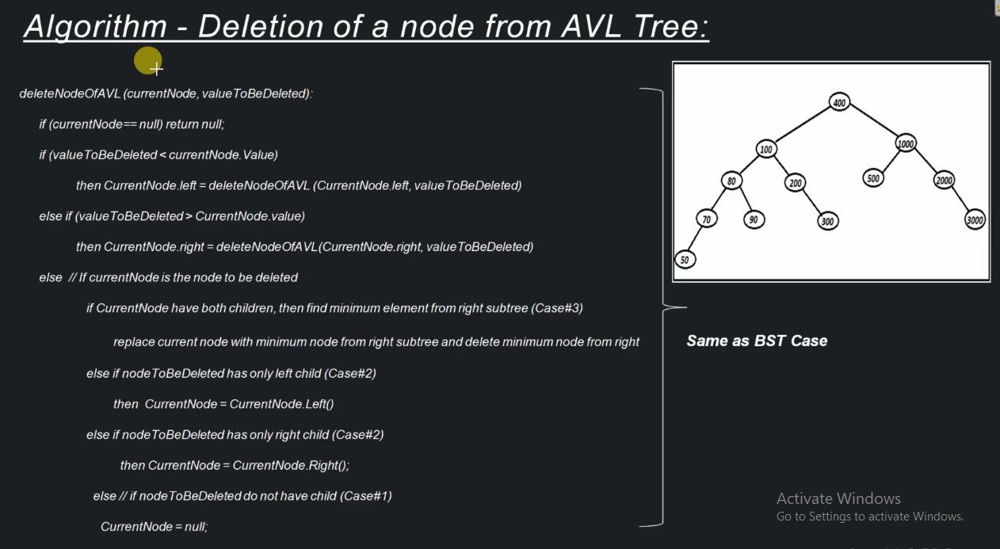 Algorithm - Deletion of a node from AVL Tree:
deleteNodeOfAVL (currentNode, valueToBeDeleted):
if (currentNode== null) return null;
if (valueToBeDeleted < currentNode.Value)
then CurrentNode.left = deleteNodeOfAVL (CurrentNode.left, valueToBeDeleted)
else if (valueToBeDeleted > CurrentNode.value)
then CurrentNode.right = deleteNodeOfAVL(CurrentNode.right, valueToBeDeleted)
else // If currentNode is the node to be deleted
if CurrentNode have both children, then find minimum element from right subtree (Case#3)
replace current node with minimum node from right subtree and delete minimum node from right
else if nodeToBeDeleted has only left child (Case#2)
then CurrentNode = CurrentNode.Left()
else if nodeToBeDeleted has only right child (Case#2)
then CurrentNode = CurrentNode.Right();
else // if nodeToBeDeleted do not have child (Case#1)
CurrentNode = null;
400
100 1000
80 200 500 2000
70 90 300 3000
50
Same as BST Case
Activate Windows
Go to Settings to activate Windows.